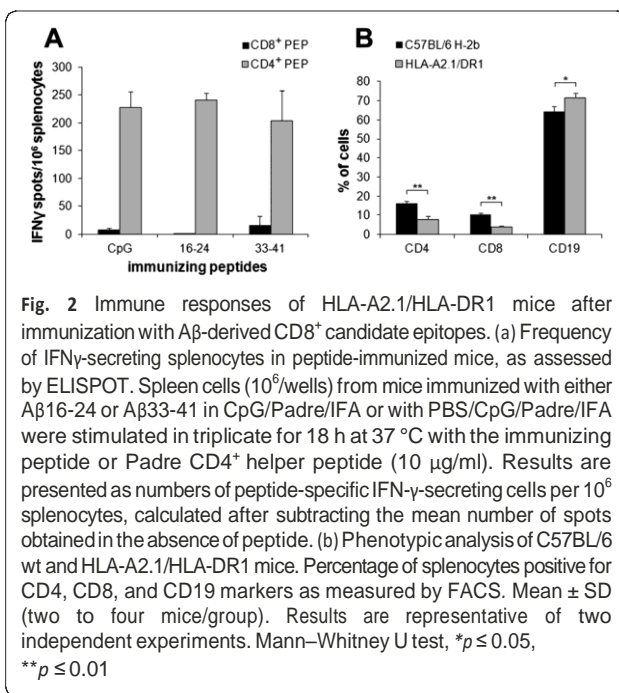 A
■CD8⁺ PEP
■CD4⁺ PEP
IFNγ spots/10⁶ splenocytes
300
250
200
150
100
50
0
CpG 16-24 33-41
immunizing peptides
B
■ C57BL/6 H-2b
■ HLA-A2.1/DR1
% of cells
80
70
60
50
40
30
20
10
0
**
**
*
CD4 CD8 CD19
Fig. 2 Immune responses of HLA-A2.1/HLA-DR1 mice after
immunization with Aβ-derived CD8⁺ candidate epitopes. (a) Frequency
of IFNγ-secreting splenocytes in peptide-immunized mice, as assessed
by ELISPOT. Spleen cells (10⁶/wells) from mice immunized with either
Aβ16-24 or Aβ33-41 in CpG/Padre/IFA or with PBS/CpG/Padre/IFA
were stimulated in triplicate for 18 h at 37 °C with the immunizing
peptide or Padre CD4⁺ helper peptide (10 μg/ml). Results are
presented as numbers of peptide-specific IFN-γ-secreting cells per 10⁶
splenocytes, calculated after subtracting the mean number of spots
obtained in the absence of peptide. (b) Phenotypic analysis of C57BL/6
wt and HLA-A2.1/HLA-DR1 mice. Percentage of splenocytes positive for
CD4, CD8, and CD19 markers as measured by FACS. Mean ± SD
(two to four mice/group). Results are representative of two
independent experiments. Mann–Whitney U test, *p ≤ 0.05,
**p ≤ 0.01